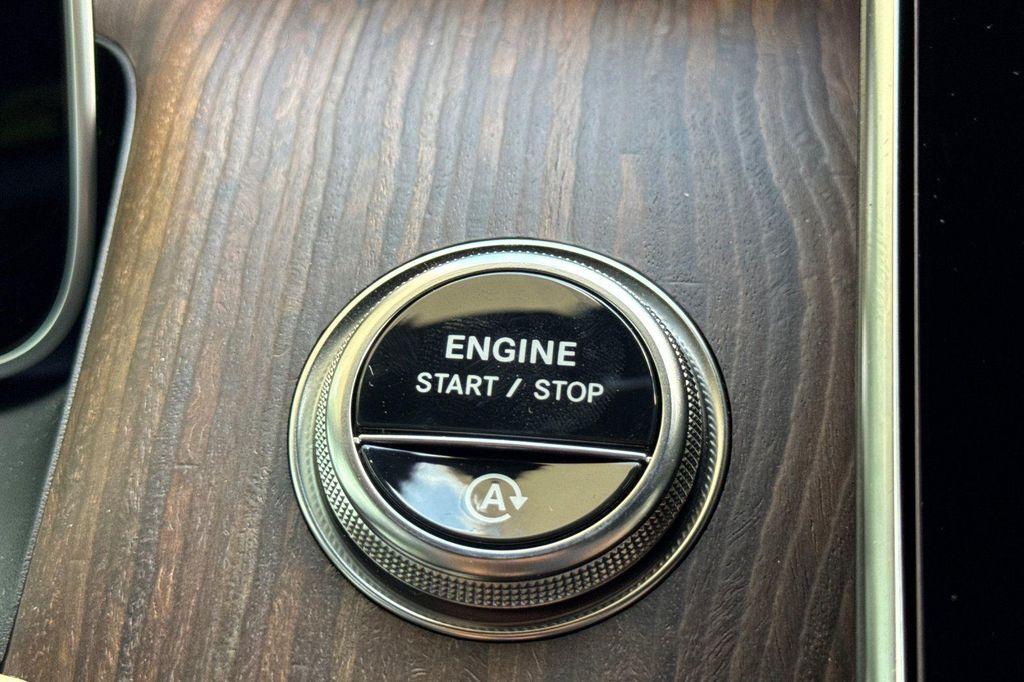 ENGINE
START / STOP
A